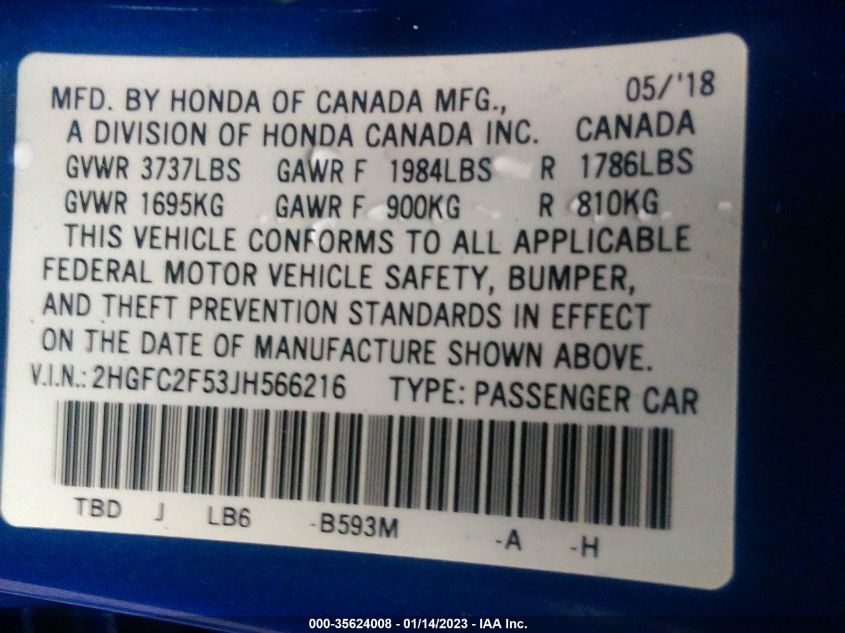 MFD. BY HONDA OF CANADA MFG., 05/'18
A DIVISION OF HONDA CANADA INC. CANADA
GVWR 3737LBS GAWR F 1984LBS R 1786LBS
GVWR 1695KG GAWR F 900KG R 810KG
THIS VEHICLE CONFORMS TO ALL APPLICABLE
FEDERAL MOTOR VEHICLE SAFETY, BUMPER,
AND THEFT PREVENTION STANDARDS IN EFFECT
ON THE DATE OF MANUFACTURE SHOWN ABOVE.
V.I.N.: 2HGFC2F53JH566216 TYPE: PASSENGER CAR
TBD J LB6 -B593M -A -H
000-35624008 - 01/14/2023 - IAA Inc.